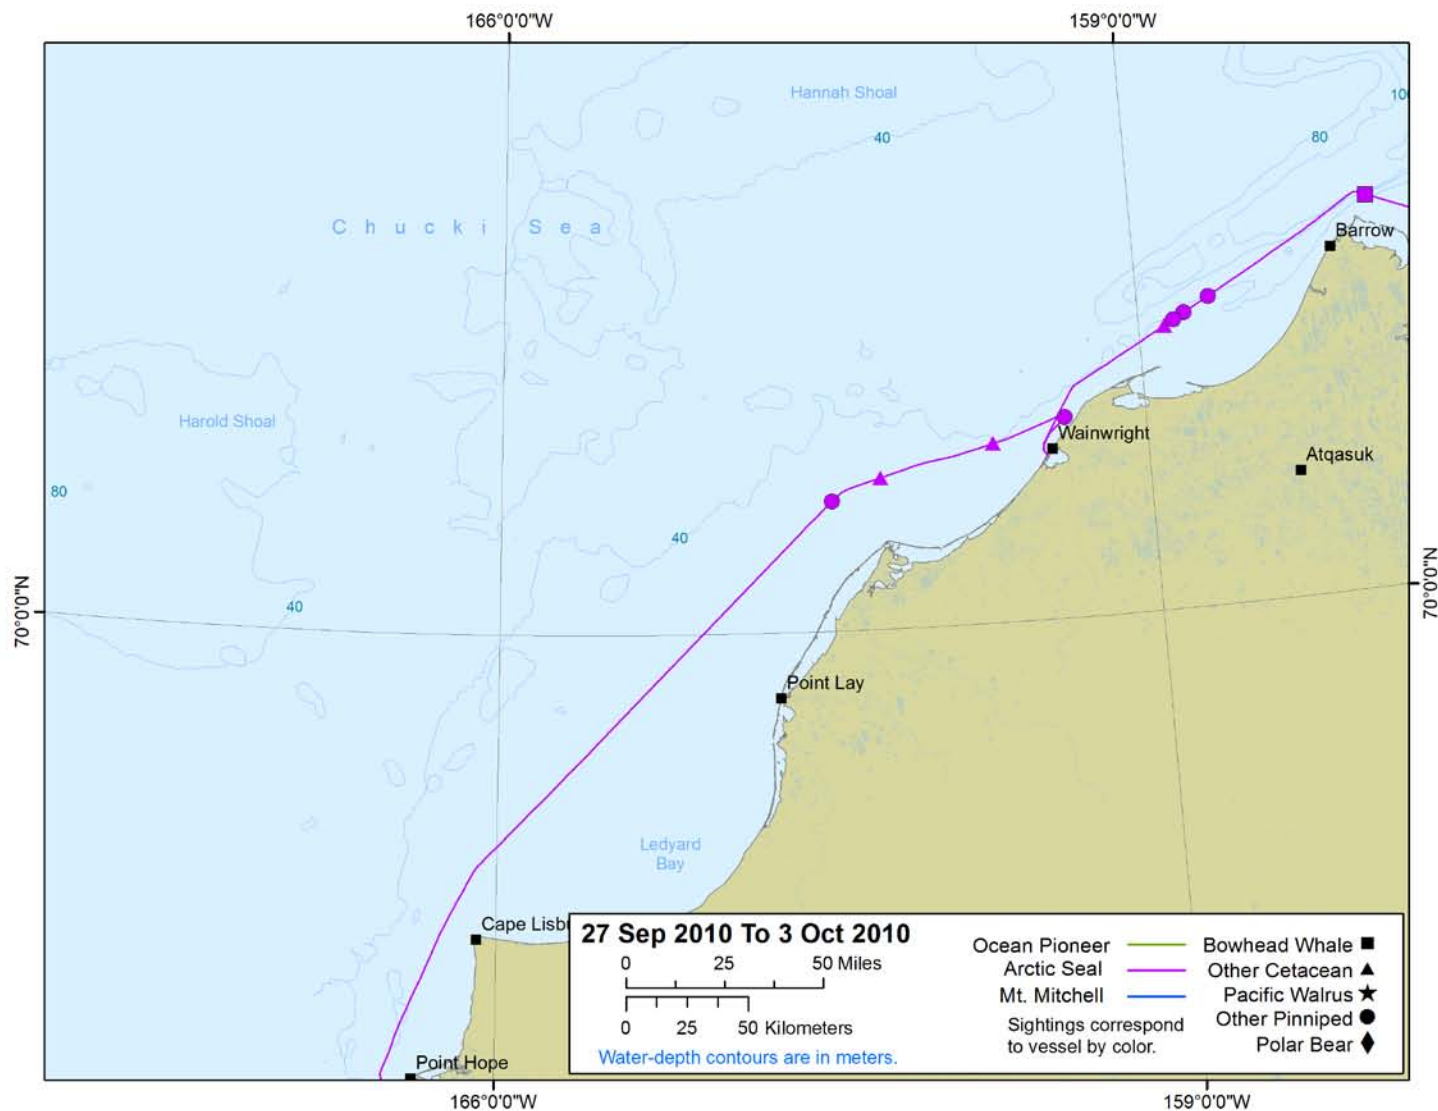 166°0'0"W
159°0'0"W
Hannah Shoal
100
40
80
Chucki Sea
Barrow
Harold Shoal
Wainwright
Atqasuk
80
40
40
70°0'0"N
70°0'0"N
Point Lay
Ledyard
Bay
Cape Lisbu
27 Sep 2010 To 3 Oct 2010
0 25 50 Miles
0 25 50 Kilometers
Water-depth contours are in meters.
Ocean Pioneer
Arctic Seal
Mt. Mitchell
Sightings correspond
to vessel by color.
Bowhead Whale
Other Cetacean
Pacific Walrus
Other Pinniped
Polar Bear
Point Hope
166°0'0"W
159°0'0"W